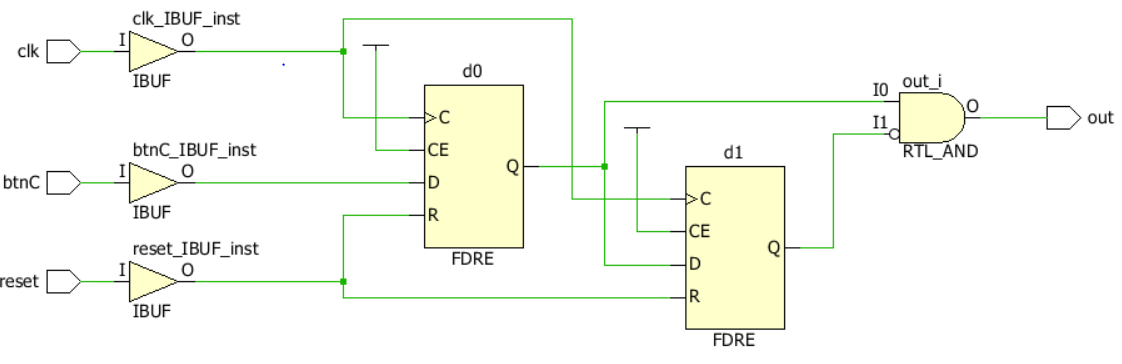 clk
I
clk_IBUF_inst
O
IBUF
btnC
I
btnC_IBUF_inst
O
IBUF
reset
I
reset_IBUF_inst
O
IBUF
d0
C
CE
D
R
Q
FDRE
d1
C
CE
D
R
Q
FDRE
out_i
I0
I1
O
RTL_AND
out